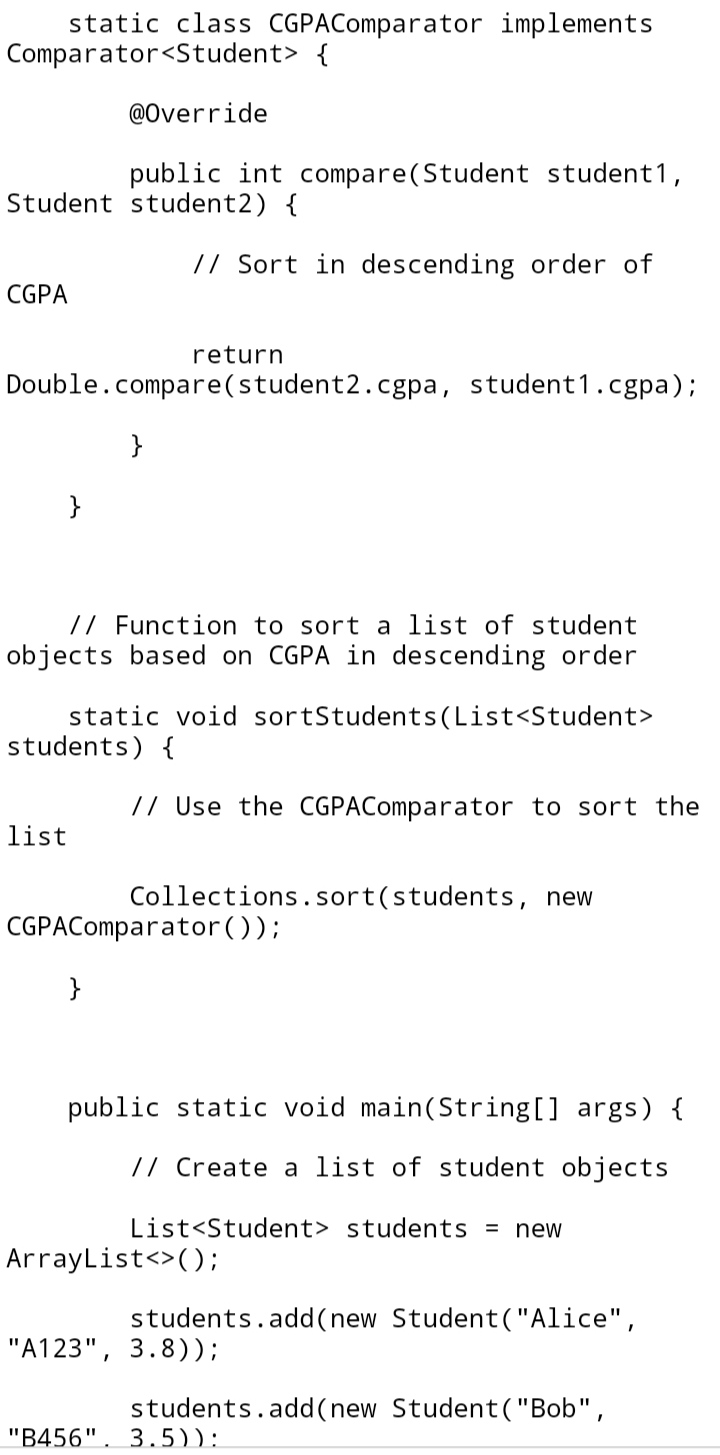 static class CGPAComparator implements
Comparator<Student> {
@Override
public int compare(Student student1,
Student student2) {
// Sort in descending order of
CGPA
return
Double.compare(student2.cgpa, student1.cgpa);
}
}
// Function to sort a list of student
objects based on CGPA in descending order
static void sortStudents(List<Student>
students) {
// Use the CGPAComparator to sort the
list
Collections.sort(students, new
CGPAComparator());
}
public static void main(String[] args) {
// Create a list of student objects
List<Student> students = new
ArrayList<>();
students.add(new Student("Alice",
"A123", 3.8));
students.add(new Student("Bob",
"B456", 3.5));